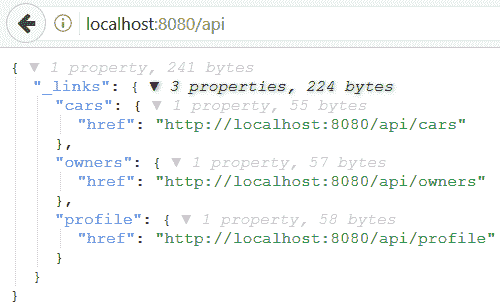 localhost:8080/api
{ ▼ 1 property, 241 bytes
"_links": { ▼ 3 properties, 224 bytes
"cars": { ▼ 1 property, 55 bytes
"href": "http://localhost:8080/api/cars"
},
"owners": { ▼ 1 property, 57 bytes
"href": "http://localhost:8080/api/owners"
},
"profile": { ▼ 1 property, 58 bytes
"href": "http://localhost:8080/api/profile"
}
}
}